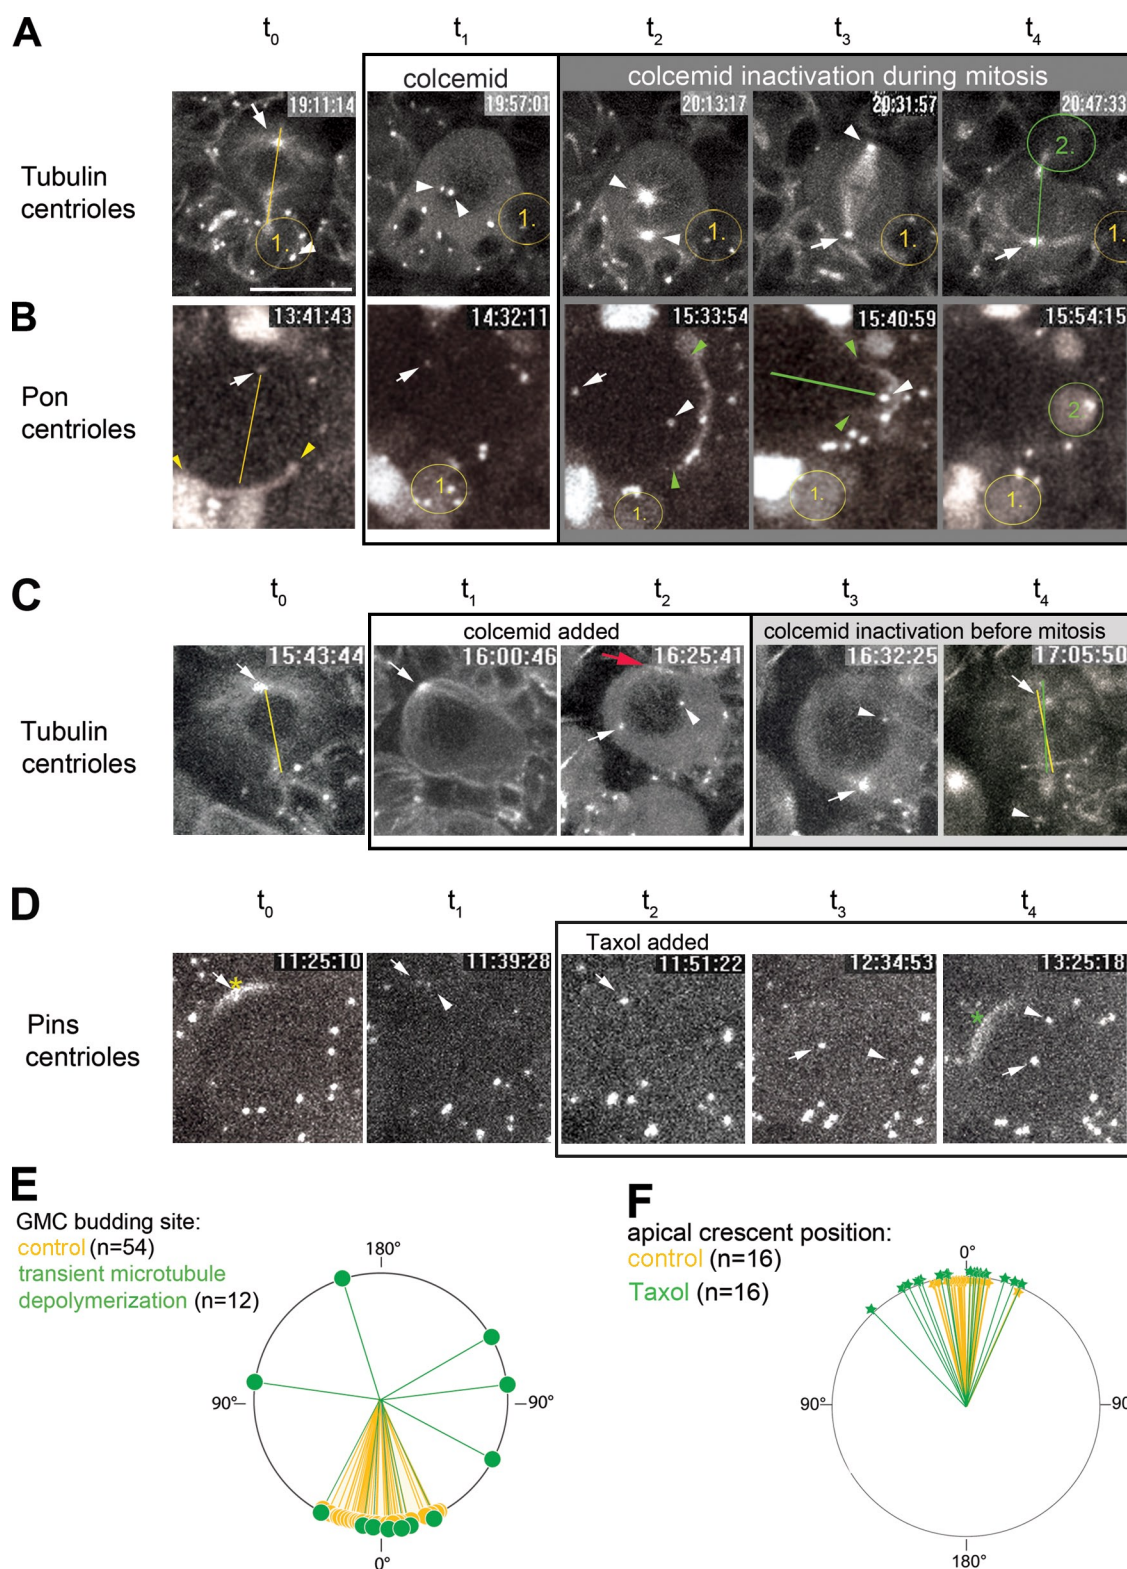 A
t0 t1 t2 t3 t4
colcemid
colcemid inactivation during mitosis
Tubulin
centrioles
19:11:14 19:57:01 20:13:17 20:31:57 20:47:33
1. 1. 1. 1. 2. 1.
B
Pon
centrioles
13:41:43 14:32:11 15:33:54 15:40:59 15:54:15
1. 1. 1. 2. 1.
C
t0 t1 t2 t3 t4
colcemid added
colcemid inactivation before mitosis
Tubulin
centrioles
15:43:44 16:00:46 16:25:41 16:32:25 17:05:50
D
t0 t1 t2 t3 t4
Taxol added
Pins
centrioles
11:25:10 11:39:28 11:51:22 12:34:53 13:25:18
* *
E
GMC budding site:
control (n=54)
transient microtubule
depolymerization (n=12)
180°
90° –90°
0°
F
apical crescent position:
control (n=16)
Taxol (n=16)
0°
90° –90
180°